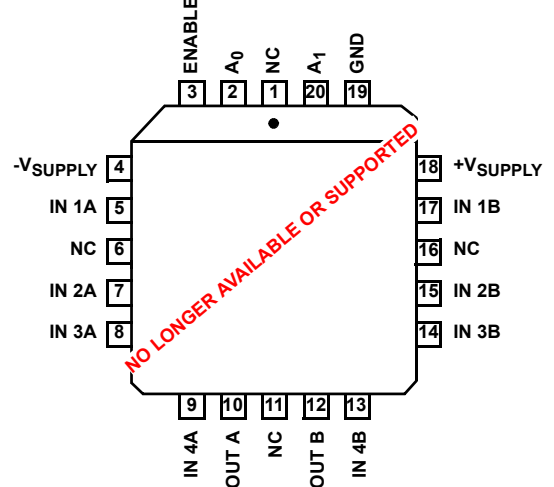 ENABLE
A0
NC
A1
GND
3 2 1 20 19
-VSUPPLY 4 18 +VSUPPLY
IN 1A 5 17 IN 1B
NC 6 16 NC
IN 2A 7 15 IN 2B
IN 3A 8 14 IN 3B
NO LONGER AVAILABLE OR SUPPORTED
9 10 11 12 13
IN 4A
OUT A
NC
OUT B
IN 4B